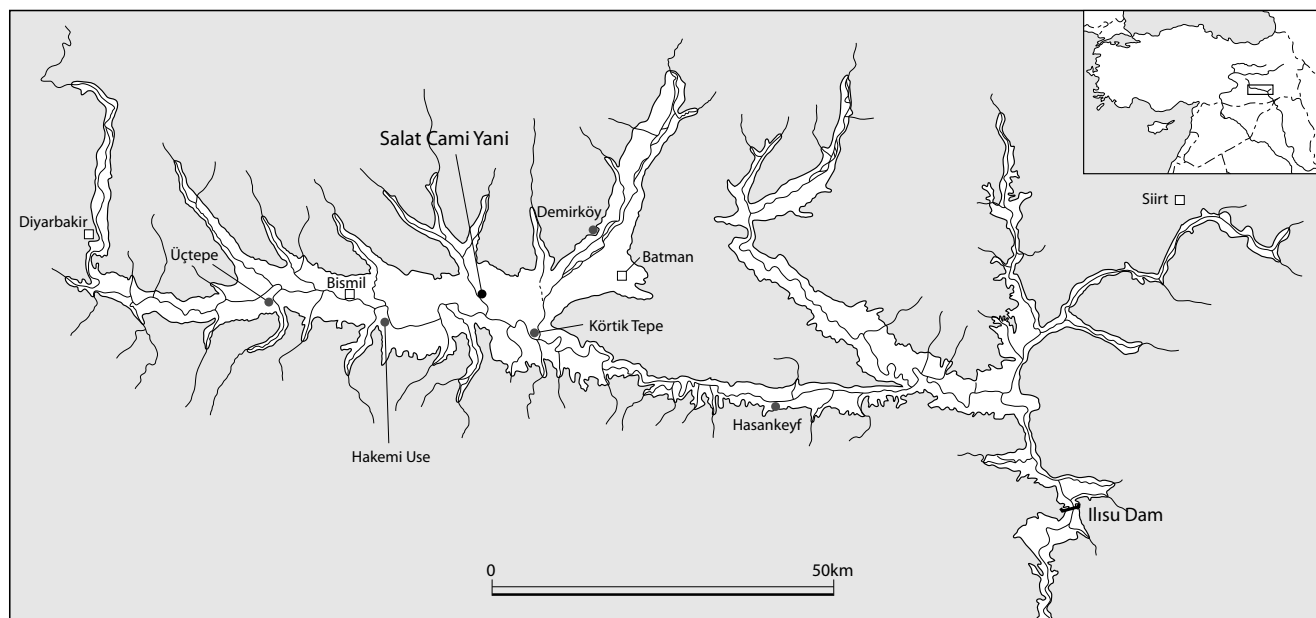 Salat Cami Yani
Siirt
Diyarbakir
Demirköy
Üçtepe
Batman
Bismil
Körtik Tepe
Hasankeyf
Hakemi Use
Ilısu Dam
0
50km